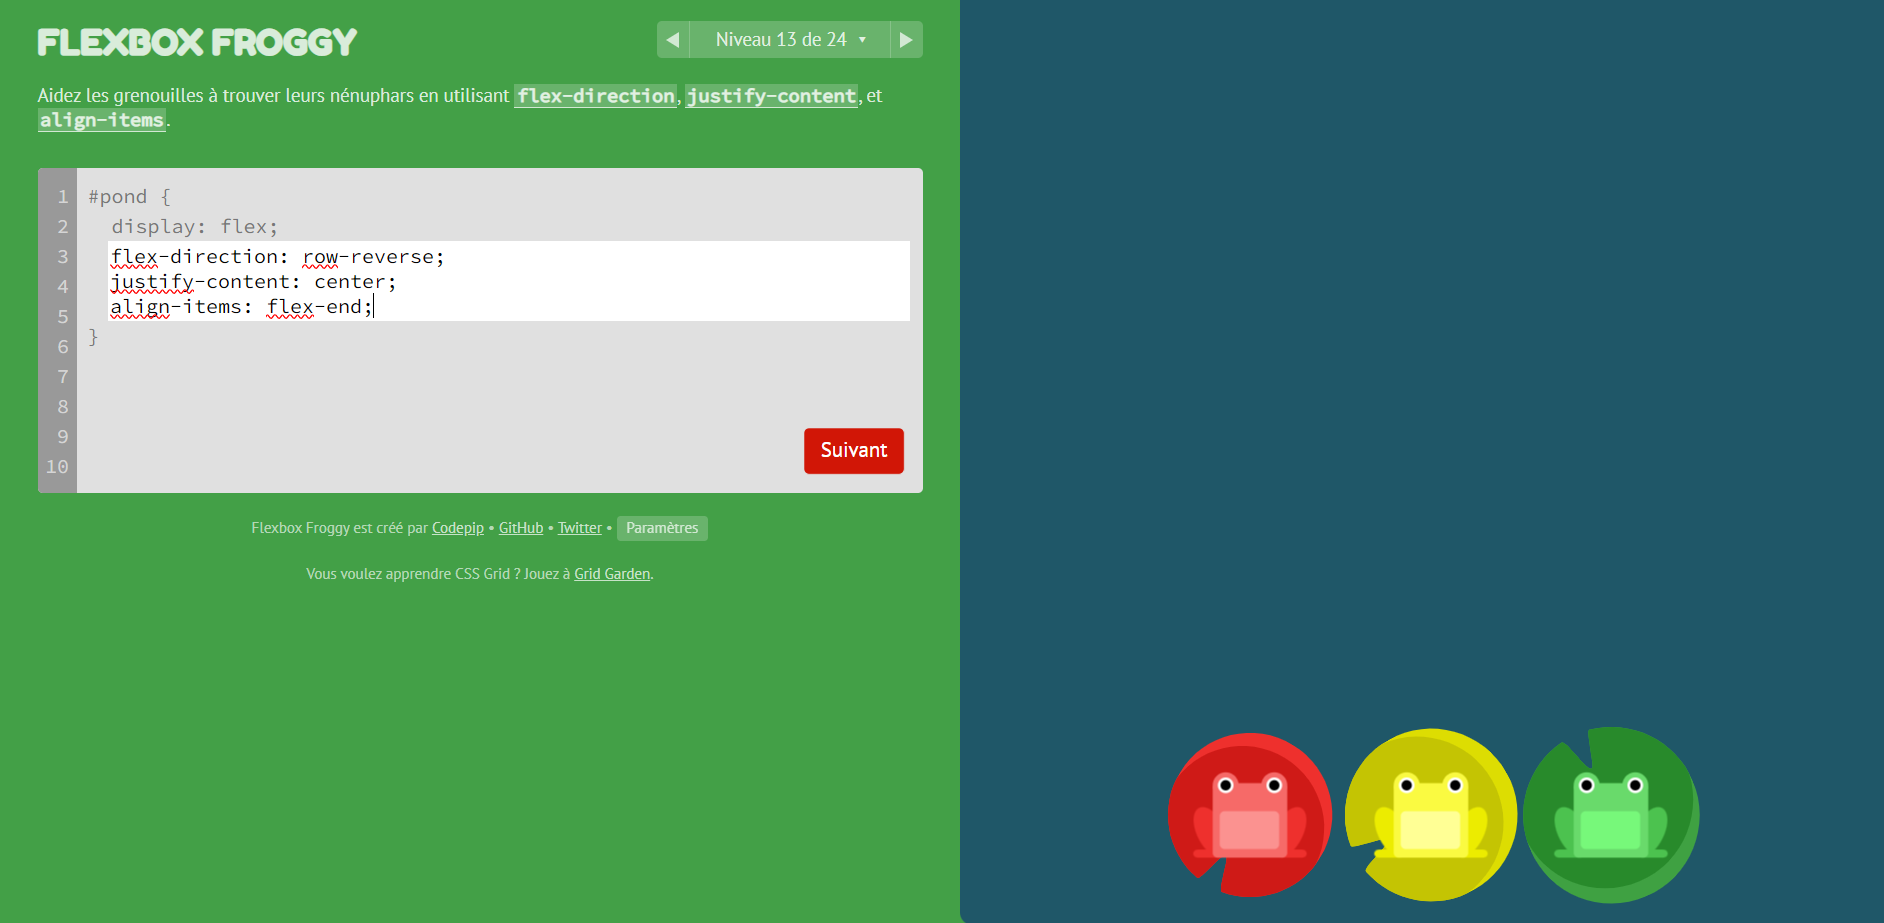 FLEXBOX FROGGY
◀ Niveau 13 de 24 ▼ ▶
Aidez les grenouilles à trouver leurs nénuphars en utilisant flex-direction, justify-content, et
align-items.
1 #pond {
2 display: flex;
3 flex-direction: row-reverse;
4 justify-content: center;
5 align-items: flex-end;
6 }
7
8
9
10
Suivant
Flexbox Froggy est créé par Codepip • GitHub • Twitter • Paramètres
Vous voulez apprendre CSS Grid ? Jouez à Grid Garden.